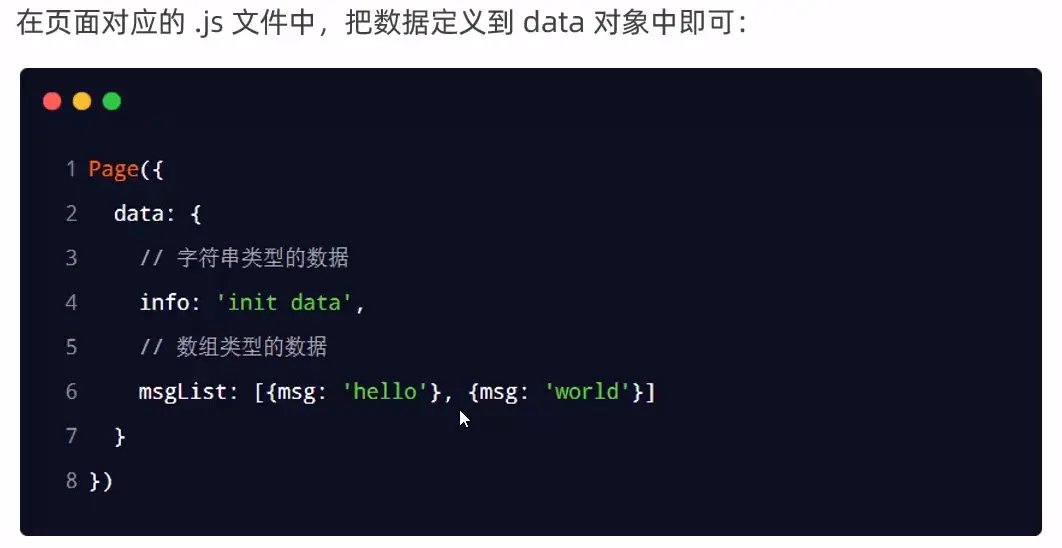 在页面对应的 .js 文件中，把数据定义到 data 对象中即可：
1 Page({
2   data: {
3     // 字符串类型的数据
4     info: 'init data',
5     // 数组类型的数据
6     msgList: [{msg: 'hello'}, {msg: 'world'}]
7   }
8 })